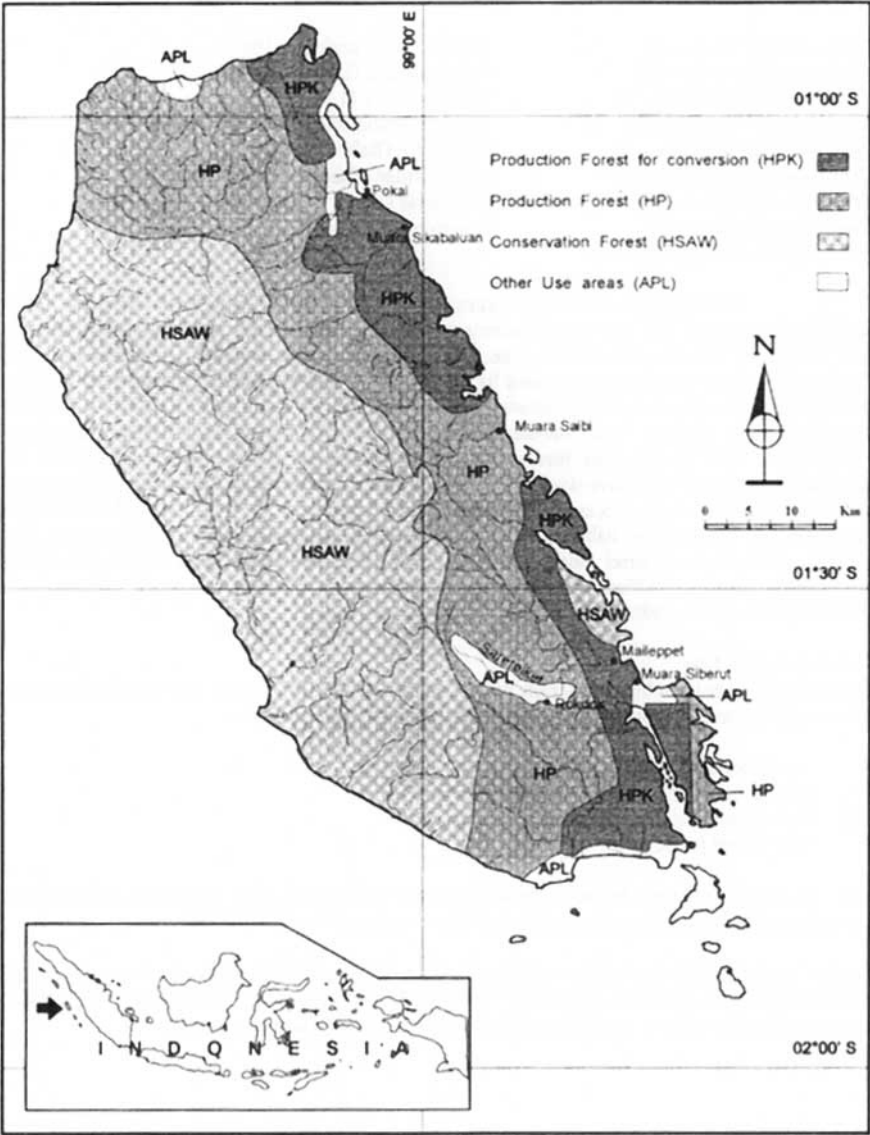 99°00' E
APL
HPK
01°00' S
HP
APL
Pokai
Muara Sikabaluan
HPK
HSAW
Production Forest for conversion (HPK)
Production Forest (HP)
Conservation Forest (HSAW)
Other Use areas (APL)
N
Muara Saibi
HP
0 5 10 Km
HPK
HSAW
01°30' S
HSAW
Maileppet
Muara Siberut
APL
APL
HP
HPK
HP
APL
INDONESIA
02°00' S